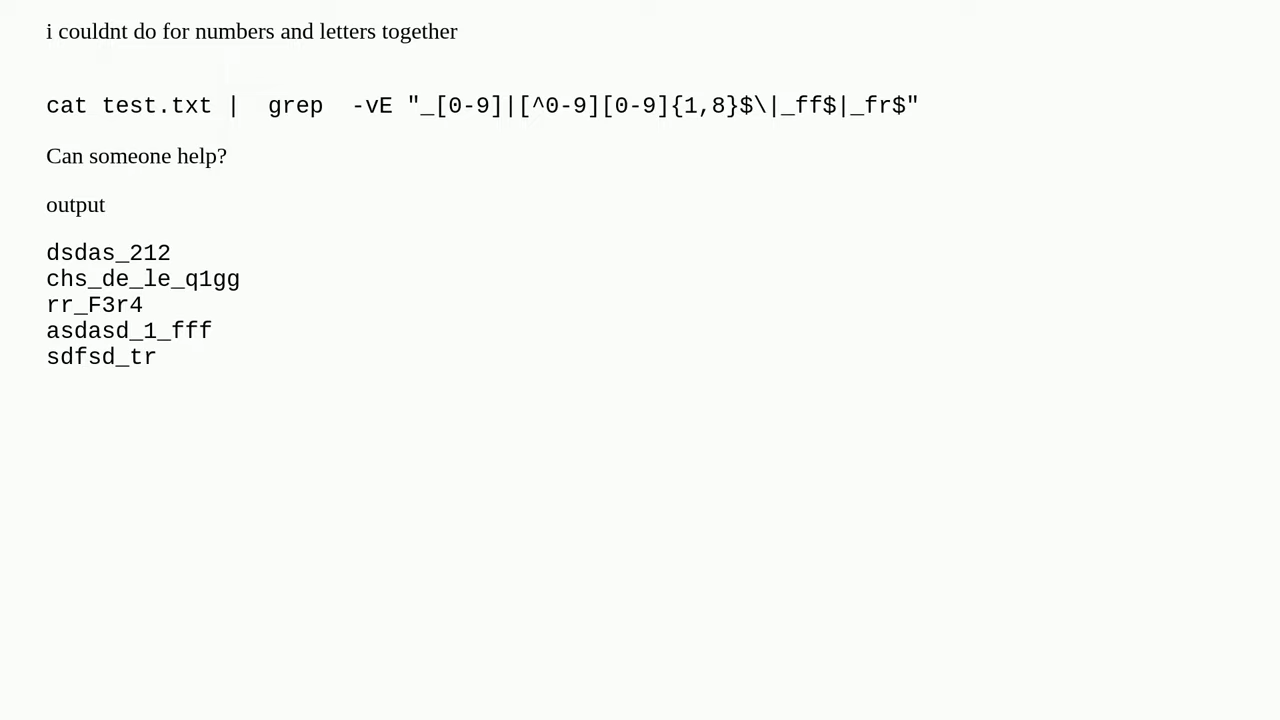 i couldnt do for numbers and letters together
cat test.txt |  grep  -vE "_[0-9]|[^0-9][0-9]{1,8}$\|_ff$|_fr$"
Can someone help?
output
dsdas_212
chs_de_le_q1gg
rr_F3r4
asdasd_1_fff
sdfsd_tr